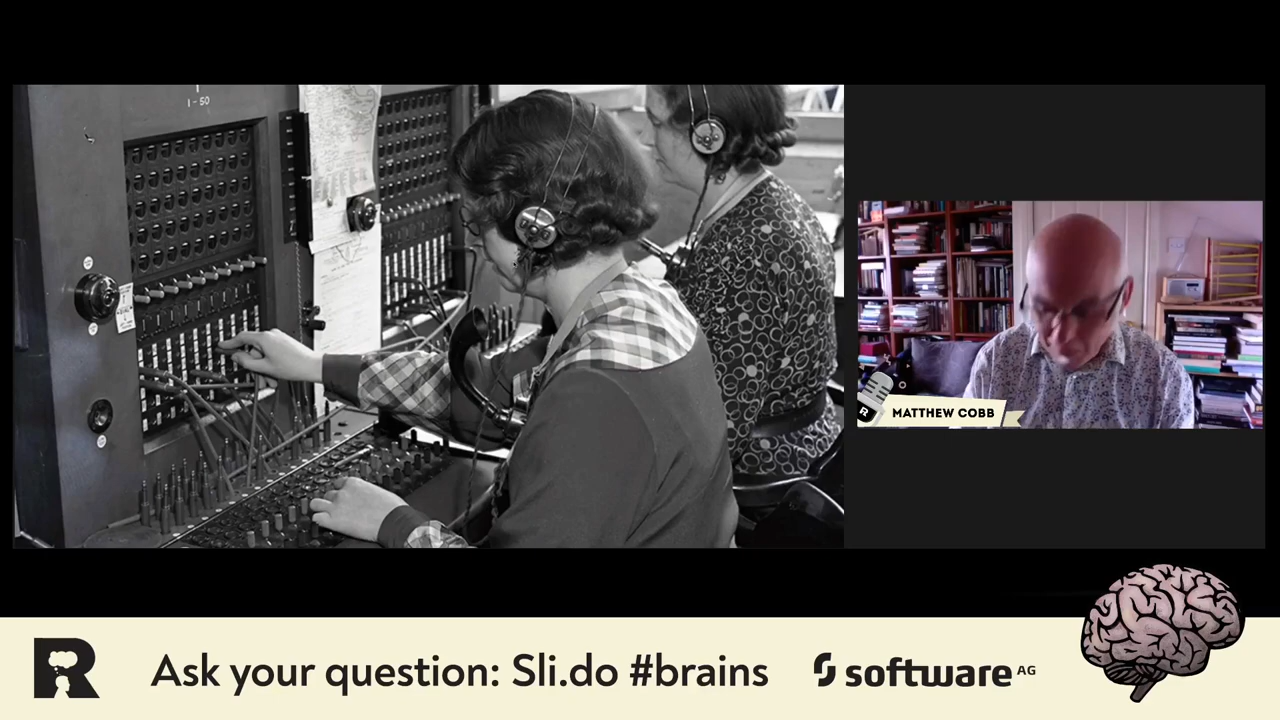 1-50
R
MATTHEW COBB
R
Ask your question: Sli.do #brains
software AG